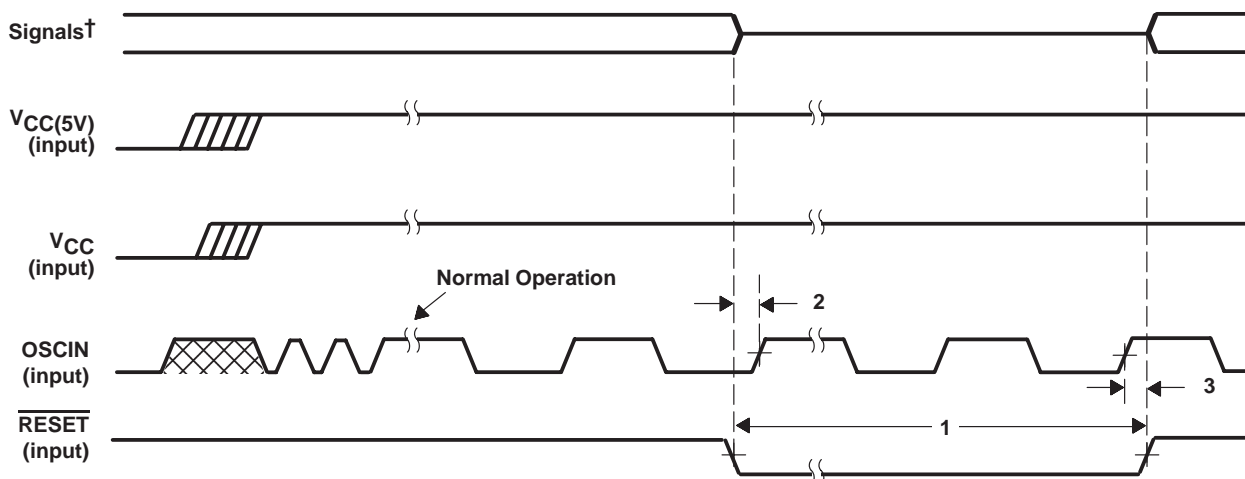 Signals†
VCC(5V)
(input)
VCC
(input)
Normal Operation
2
OSCIN
(input)
3
RESET
(input)
1